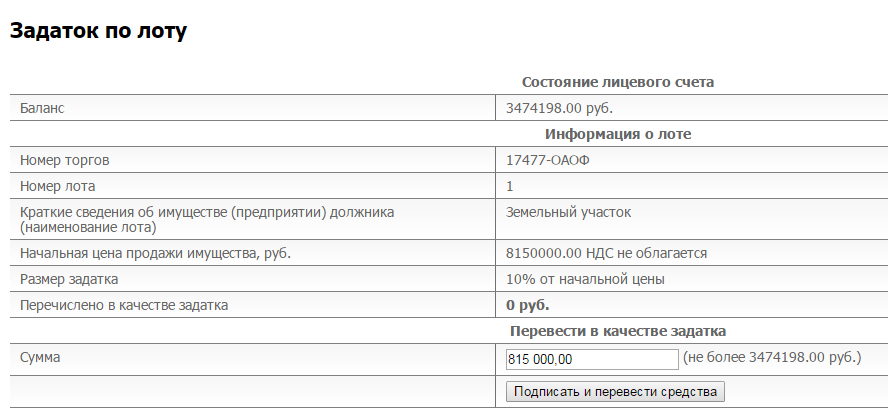 Задаток по лоту
Состояние лицевого счета
Баланс 3474198.00 руб.
Информация о лоте
Номер торгов 17477-ОАОФ
Номер лота 1
Краткие сведения об имуществе (предприятии) должника Земельный участок
(наименование лота)
Начальная цена продажи имущества, руб. 8150000.00 НДС не облагается
Размер задатка 10% от начальной цены
Перечислено в качестве задатка 0 руб.
Перевести в качестве задатка
Сумма 815 000,00 (не более 3474198.00 руб.)
Подписать и перевести средства